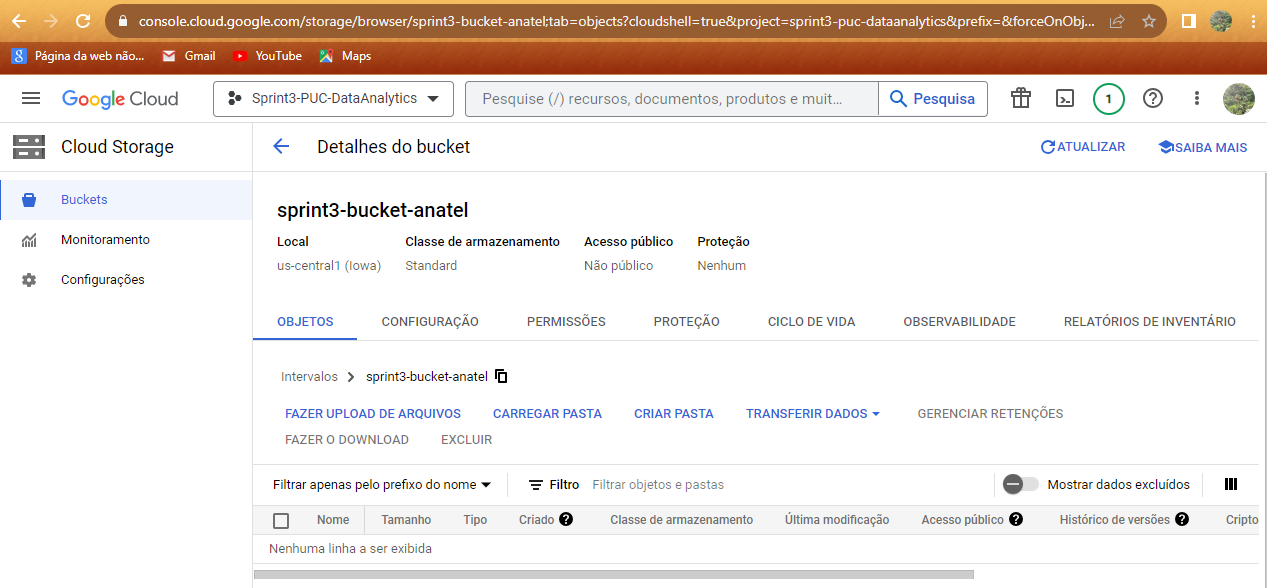 console.cloud.google.com/storage/browser/sprint3-bucket-anatel;tab=objects?cloudshell=true&project=sprint3-puc-dataanalytics&prefix=&forceOnObj...
Página da web não... Gmail YouTube Maps
Google Cloud Sprint3-PUC-DataAnalytics Pesquise (/) recursos, documentos, produtos e muit... Pesquisa 1
Cloud Storage Detalhes do bucket ATUALIZAR SAIBA MAIS
Buckets
Monitoramento
Configurações
sprint3-bucket-anatel
Local Classe de armazenamento Acesso público Proteção
us-central1 (Iowa) Standard Não público Nenhum
OBJETOS CONFIGURAÇÃO PERMISSÕES PROTEÇÃO CICLO DE VIDA OBSERVABILIDADE RELATÓRIOS DE INVENTÁRIO
Intervalos sprint3-bucket-anatel
FAZER UPLOAD DE ARQUIVOS CARREGAR PASTA CRIAR PASTA TRANSFERIR DADOS GERENCIAR RETENÇÕES
FAZER O DOWNLOAD EXCLUIR
Filtrar apenas pelo prefixo do nome Filtro Filtrar objetos e pastas Mostrar dados excluídos
Nome Tamanho Tipo Criado Classe de armazenamento Última modificação Acesso público Histórico de versões Cripto
Nenhuma linha a ser exibida